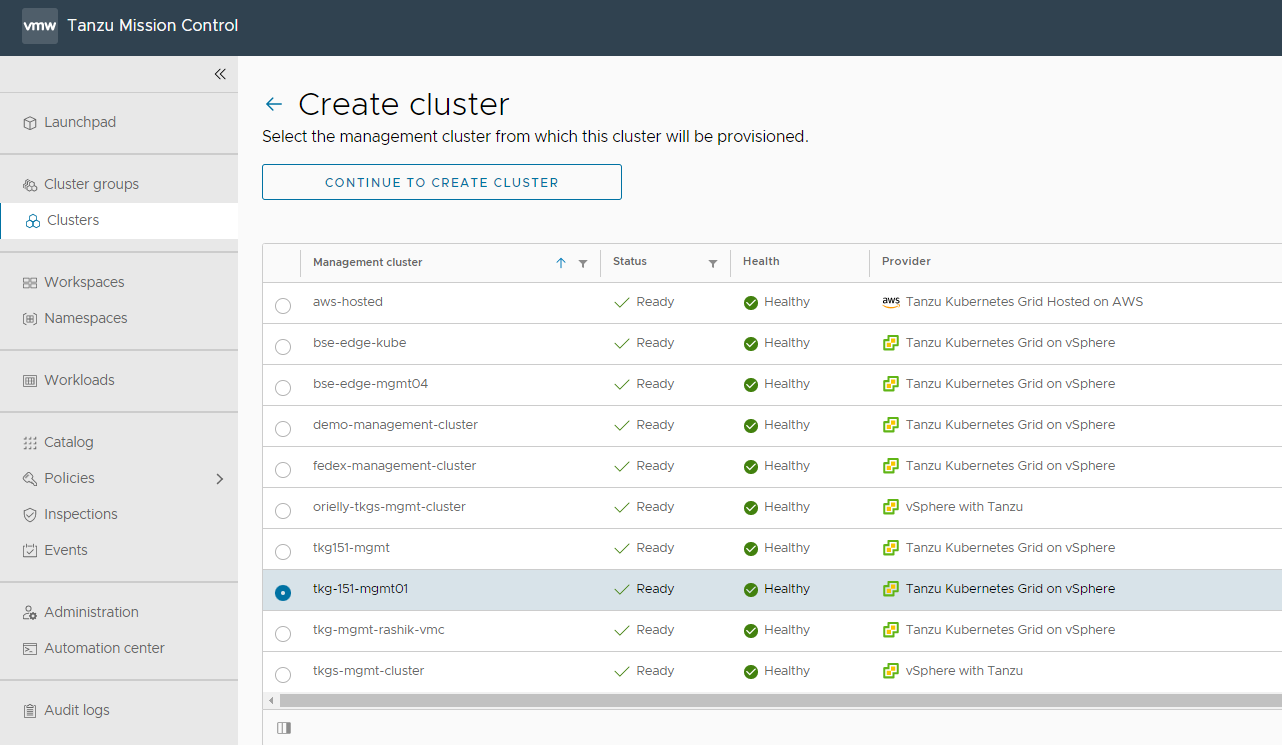 vmw Tanzu Mission Control
Launchpad
Cluster groups
Clusters
Workspaces
Namespaces
Workloads
Catalog
Policies
Inspections
Events
Administration
Automation center
Audit logs
Create cluster
Select the management cluster from which this cluster will be provisioned.
CONTINUE TO CREATE CLUSTER
Management cluster Status Health Provider
aws-hosted Ready Healthy aws Tanzu Kubernetes Grid Hosted on AWS
bse-edge-kube Ready Healthy Tanzu Kubernetes Grid on vSphere
bse-edge-mgmt04 Ready Healthy Tanzu Kubernetes Grid on vSphere
demo-management-cluster Ready Healthy Tanzu Kubernetes Grid on vSphere
fedex-management-cluster Ready Healthy Tanzu Kubernetes Grid on vSphere
orielly-tkgs-mgmt-cluster Ready Healthy vSphere with Tanzu
tkg151-mgmt Ready Healthy Tanzu Kubernetes Grid on vSphere
tkg-151-mgmt01 Ready Healthy Tanzu Kubernetes Grid on vSphere
tkg-mgmt-rashik-vmc Ready Healthy Tanzu Kubernetes Grid on vSphere
tkgs-mgmt-cluster Ready Healthy vSphere with Tanzu